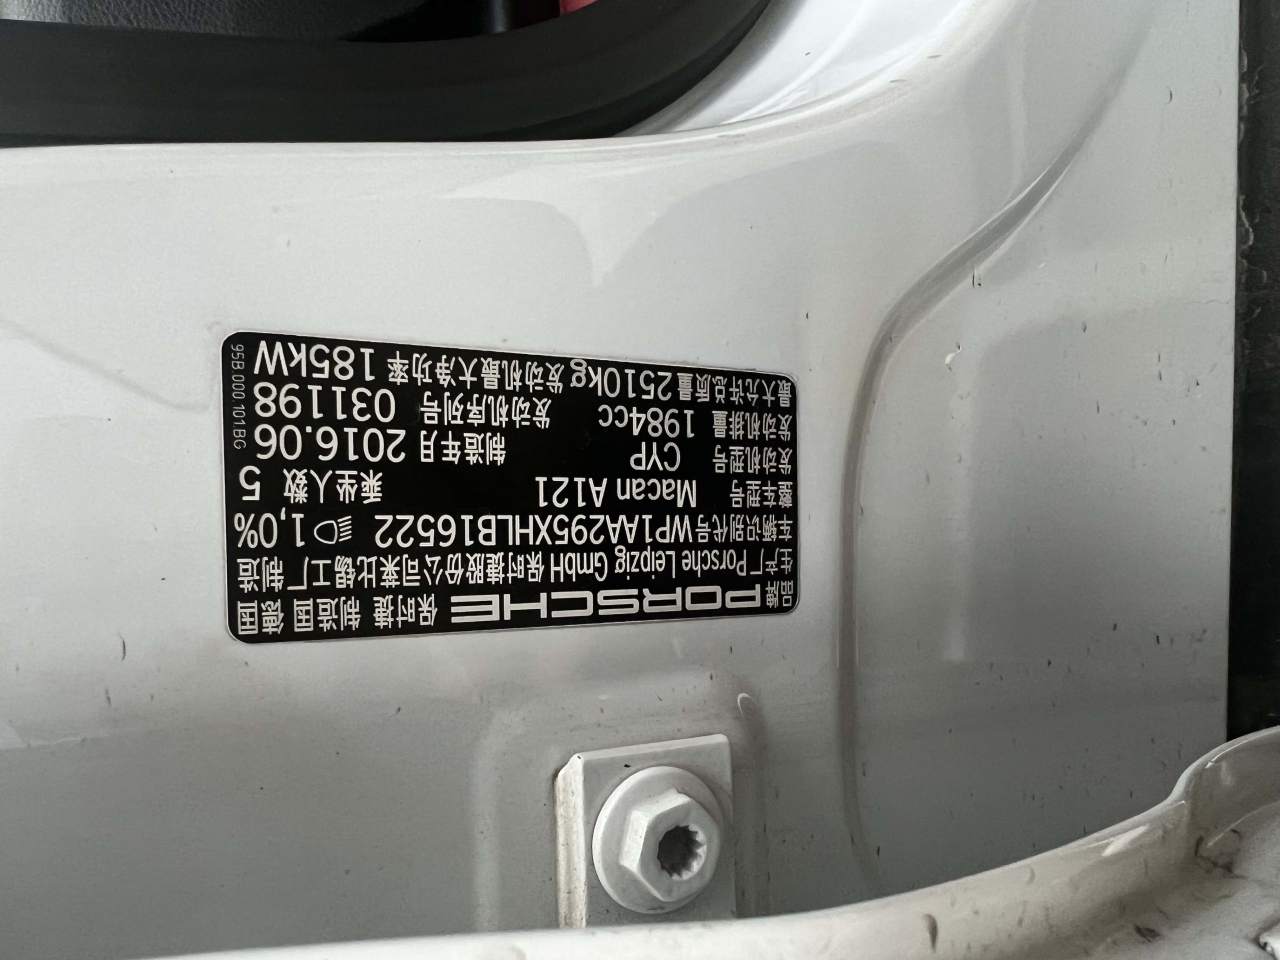 品牌 PORSCHE 保时捷 制造国 德国
生产厂 Porsche Leipzig GmbH 保时捷股份公司莱比锡工厂 制造
车辆识别代号 WP1AA295XHLB16522 1,0%
整车型号 Macan A121 乘坐人数 5
发动机型号 CYP 制造年月 2016.06
发动机排量 1984cc 发动机序列号 031198
最大允许总质量 2510kg 发动机最大净功率 185kW
95B.000.101.BG